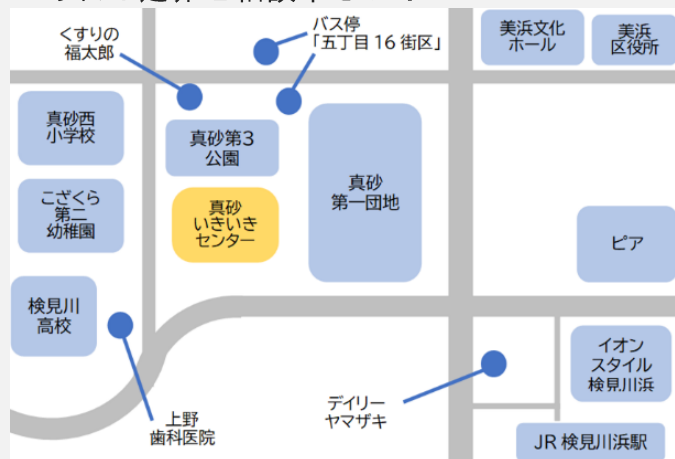 くすりの
福太郎
バス停
「五丁目16街区」
美浜文化
ホール
美浜
区役所
真砂西
小学校
真砂第3
公園
真砂
第一団地
こざくら
第二
幼稚園
真砂
いきいき
センター
ピア
検見川
高校
イオン
スタイル
検見川浜
上野
歯科医院
デイリー
ヤマザキ
JR検見川浜駅